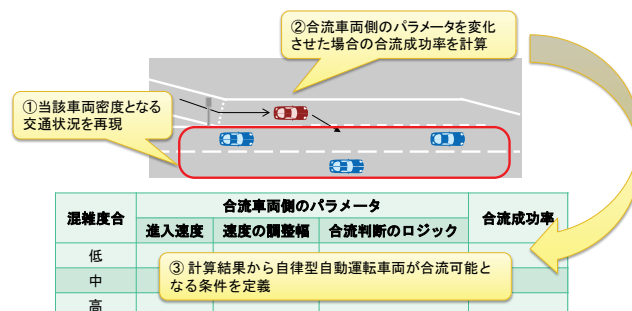 ②合流車両側のパラメータを変化
させた場合の合流成功率を計算
①当該車両密度となる
交通状況を再現
混雑度合
合流車両側のパラメータ
合流成功率
進入速度 速度の調整幅 合流判断のロジック
低
中
高
③ 計算結果から自律型自動運転車両が合流可能と
なる条件を定義